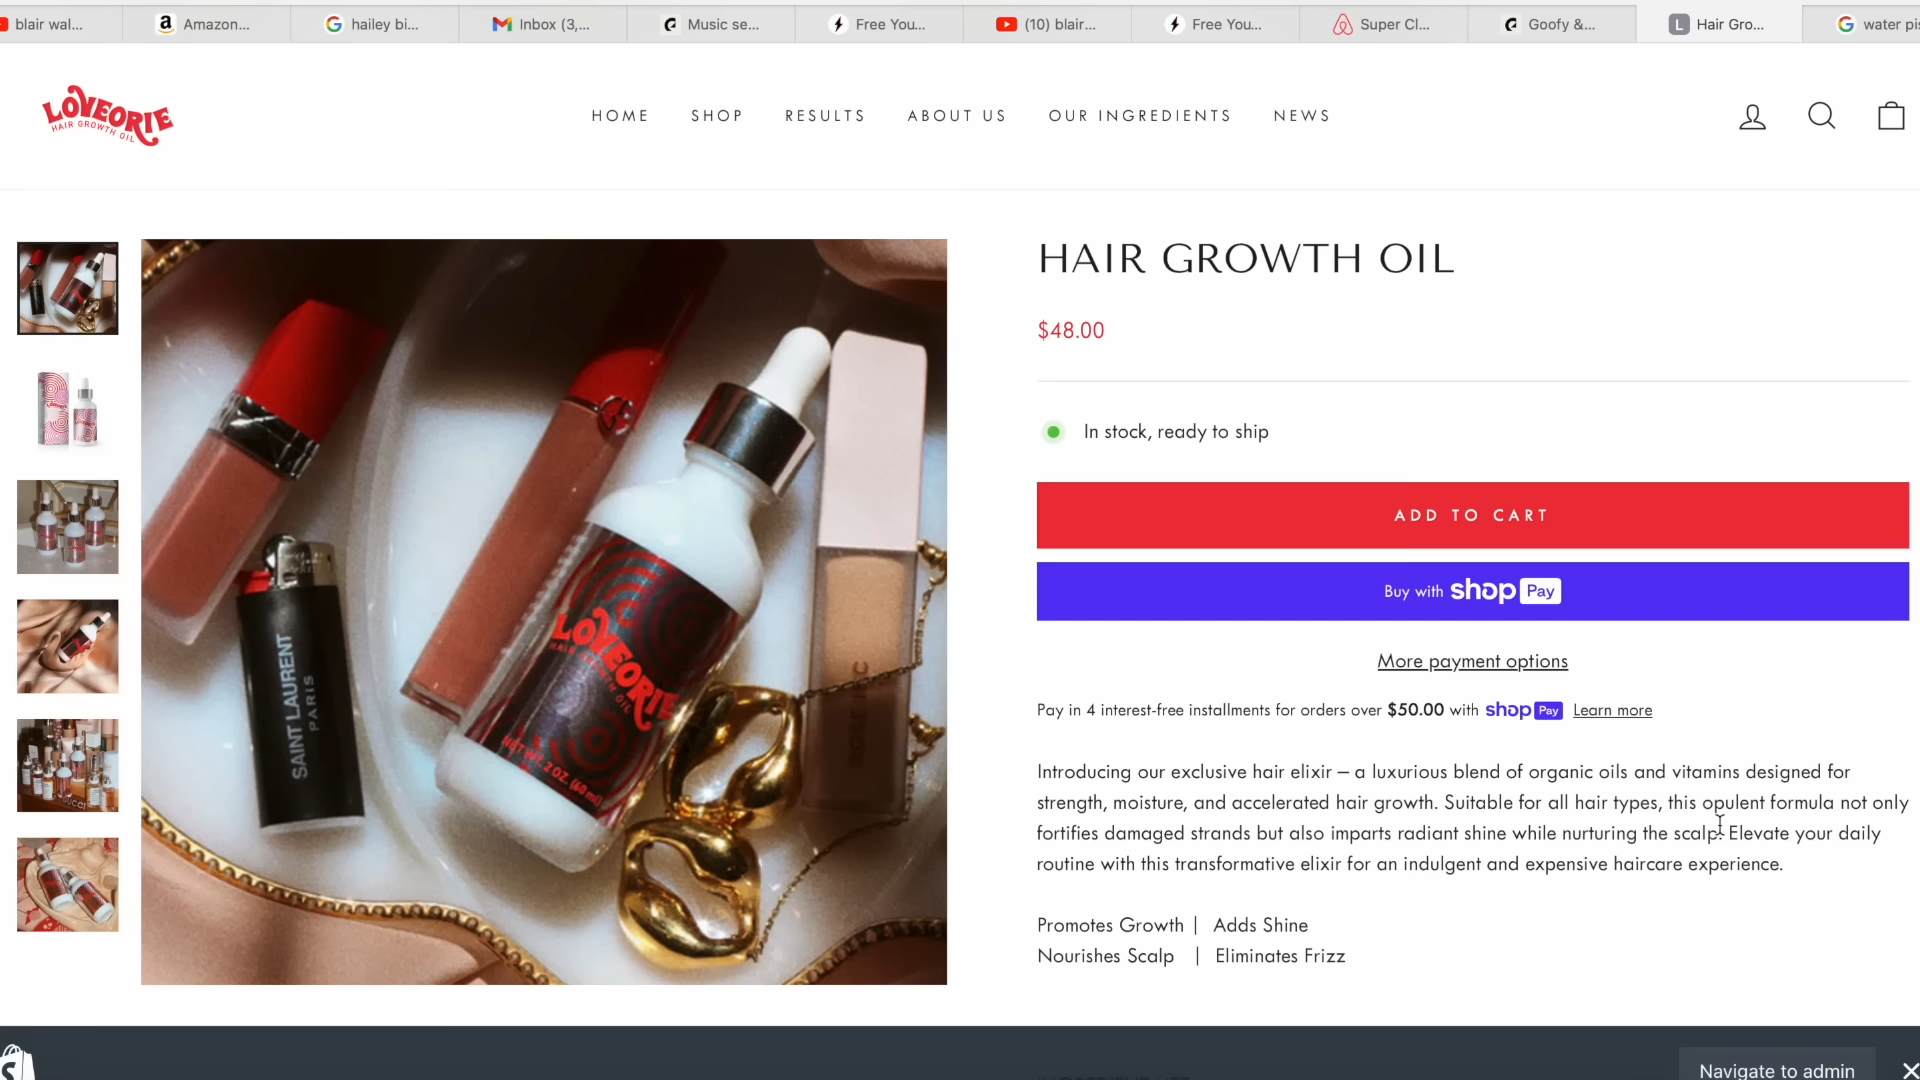 blair wal...
Amazon...
hailey bi...
Inbox (3,...
Music se...
Free You...
(10) blair...
Free You...
Super Cl...
Goofy &...
Hair Gro...
water pis
LOVEORIE
HAIR GROWTH OIL
HOME
SHOP
RESULTS
ABOUT US
OUR INGREDIENTS
NEWS
SAINT LAURENT
PARIS
LOVEORIE
HAIR GROWTH OIL
NET WT. 2 OZ. (60 ml)
HAIR GROWTH OIL
$48.00
In stock, ready to ship
ADD TO CART
Buy with shop Pay
More payment options
Pay in 4 interest-free installments for orders over $50.00 with shop Pay Learn more
Introducing our exclusive hair elixir – a luxurious blend of organic oils and vitamins designed for
strength, moisture, and accelerated hair growth. Suitable for all hair types, this opulent formula not only
fortifies damaged strands but also imparts radiant shine while nurturing the scalp. Elevate your daily
routine with this transformative elixir for an indulgent and expensive haircare experience.
Promotes Growth | Adds Shine
Nourishes Scalp | Eliminates Frizz
Navigate to admin